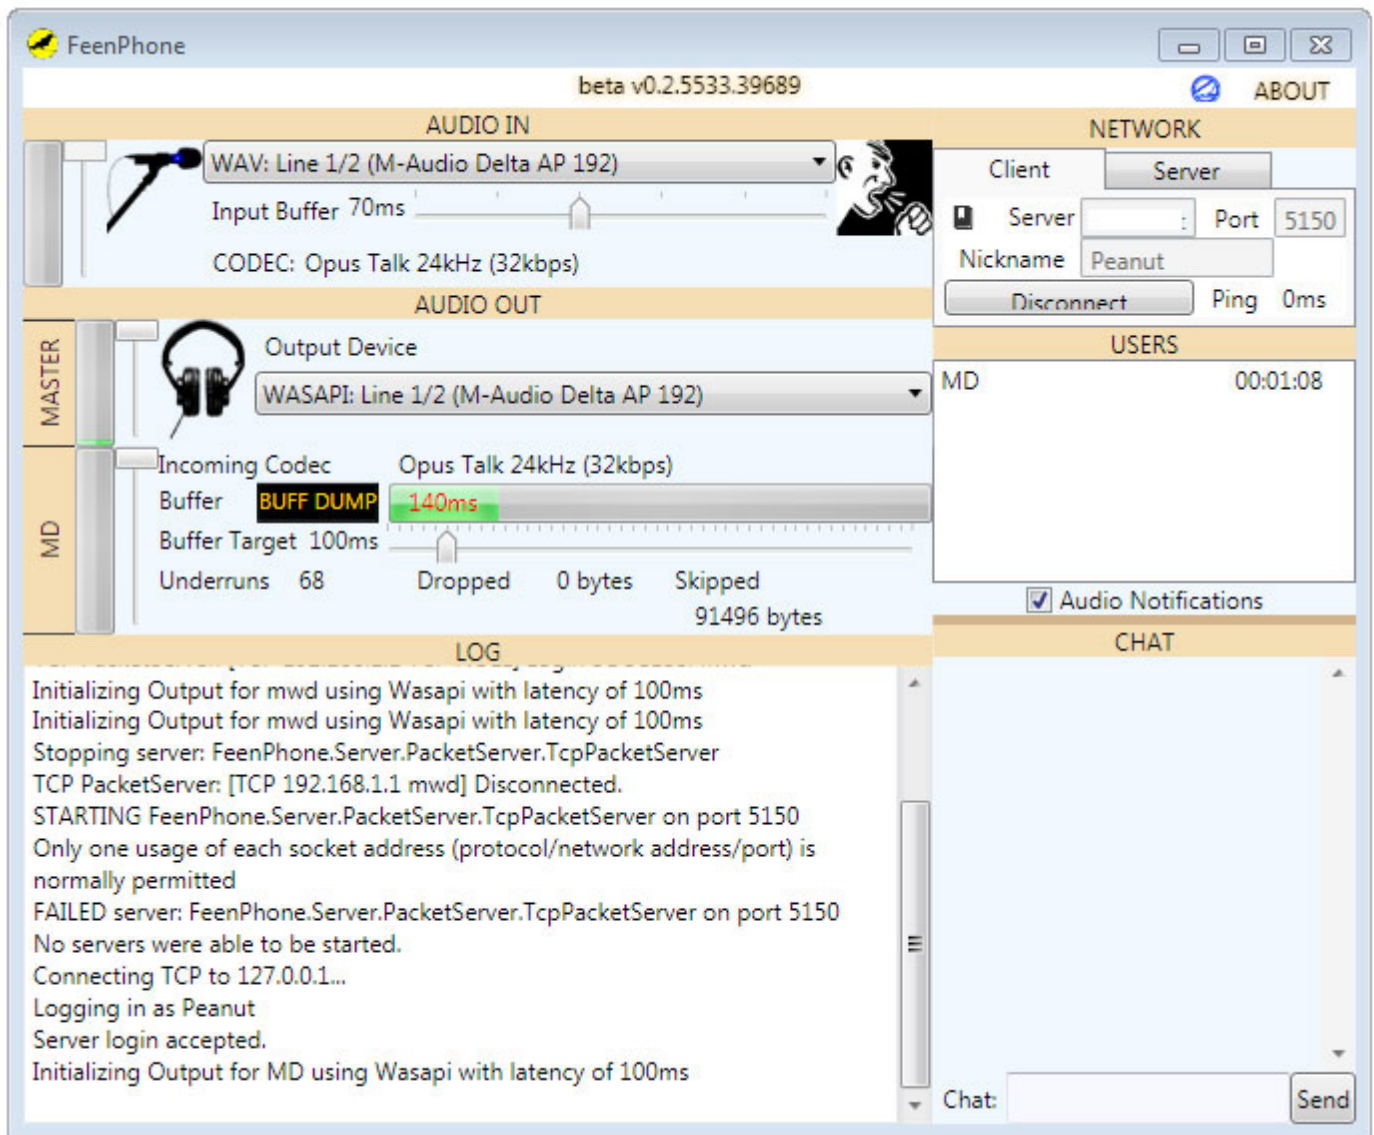 FeenPhone
beta v0.2.5533.39689
ABOUT
AUDIO IN
WAV: Line 1/2 (M-Audio Delta AP 192)
Input Buffer 70ms
CODEC: Opus Talk 24kHz (32kbps)
AUDIO OUT
MASTER
Output Device
WASAPI: Line 1/2 (M-Audio Delta AP 192)
MD
Incoming Codec Opus Talk 24kHz (32kbps)
Buffer BUFF DUMP 140ms
Buffer Target 100ms
Underruns 68 Dropped 0 bytes Skipped
91496 bytes
LOG
Initializing Output for mwd using Wasapi with latency of 100ms
Initializing Output for mwd using Wasapi with latency of 100ms
Stopping server: FeenPhone.Server.PacketServer.TcpPacketServer
TCP PacketServer: [TCP 192.168.1.1 mwd] Disconnected.
STARTING FeenPhone.Server.PacketServer.TcpPacketServer on port 5150
Only one usage of each socket address (protocol/network address/port) is
normally permitted
FAILED server: FeenPhone.Server.PacketServer.TcpPacketServer on port 5150
No servers were able to be started.
Connecting TCP to 127.0.0.1...
Logging in as Peanut
Server login accepted.
Initializing Output for MD using Wasapi with latency of 100ms
NETWORK
Client Server
Server Port 5150
Nickname Peanut
Disconnect Ping 0ms
USERS
MD 00:01:08
Audio Notifications
CHAT
Chat: Send